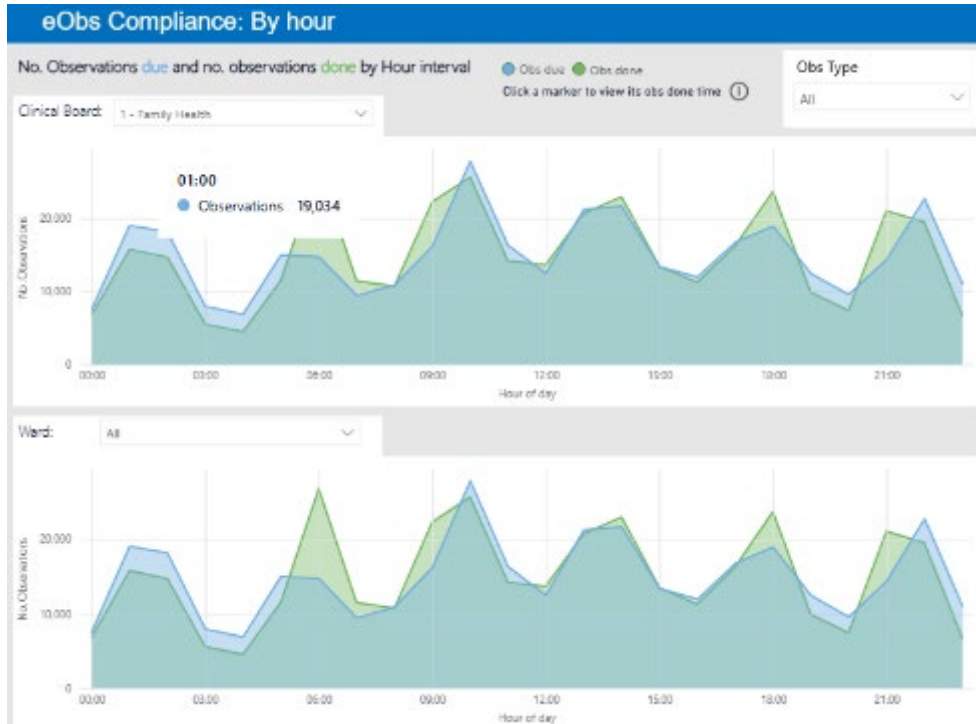 eObs Compliance: By hour
No. Observations due and no. observations done by Hour interval
Obs due Obs done
Click a marker to view its obs done time
Obs Type
All
Clinical Board: 1 - Family Health
01:00
Observations 19,034
No. Observations
20,000
10,000
0
00:00 03:00 06:00 09:00 12:00 15:00 18:00 21:00
Hour of day
Ward: All
No. Observations
20,000
10,000
0
00:00 03:00 06:00 09:00 12:00 15:00 18:00 21:00
Hour of day